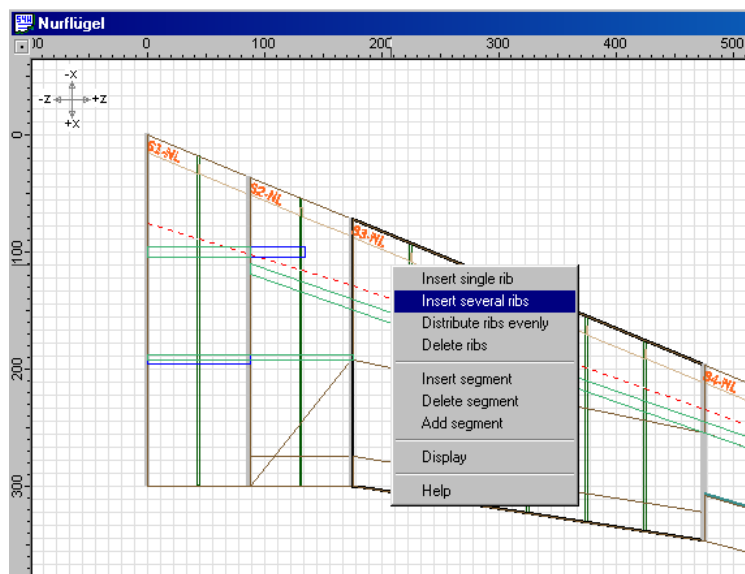 Nurflügel
00 0 100 200 300 400 500
-X
-Z +Z
+X
0
100
200
300
S1-NL
S2-NL
S3-NL
S4-NL
Insert single rib
Insert several ribs
Distribute ribs evenly
Delete ribs
Insert segment
Delete segment
Add segment
Display
Help